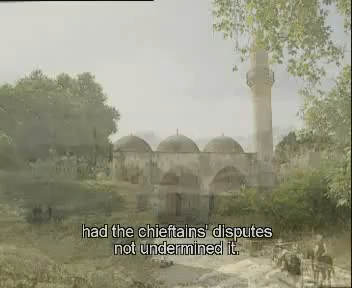 had the chieftains' disputes
not undermined it.